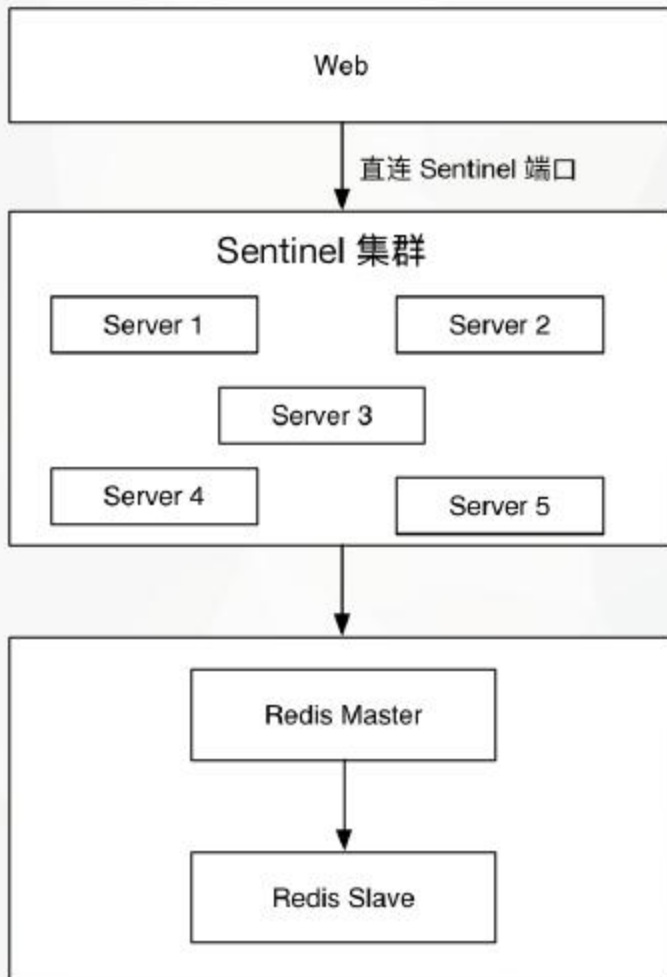 Web
直连 Sentinel 端口
Sentinel 集群
Server 1
Server 2
Server 3
Server 4
Server 5
Redis Master
Redis Slave